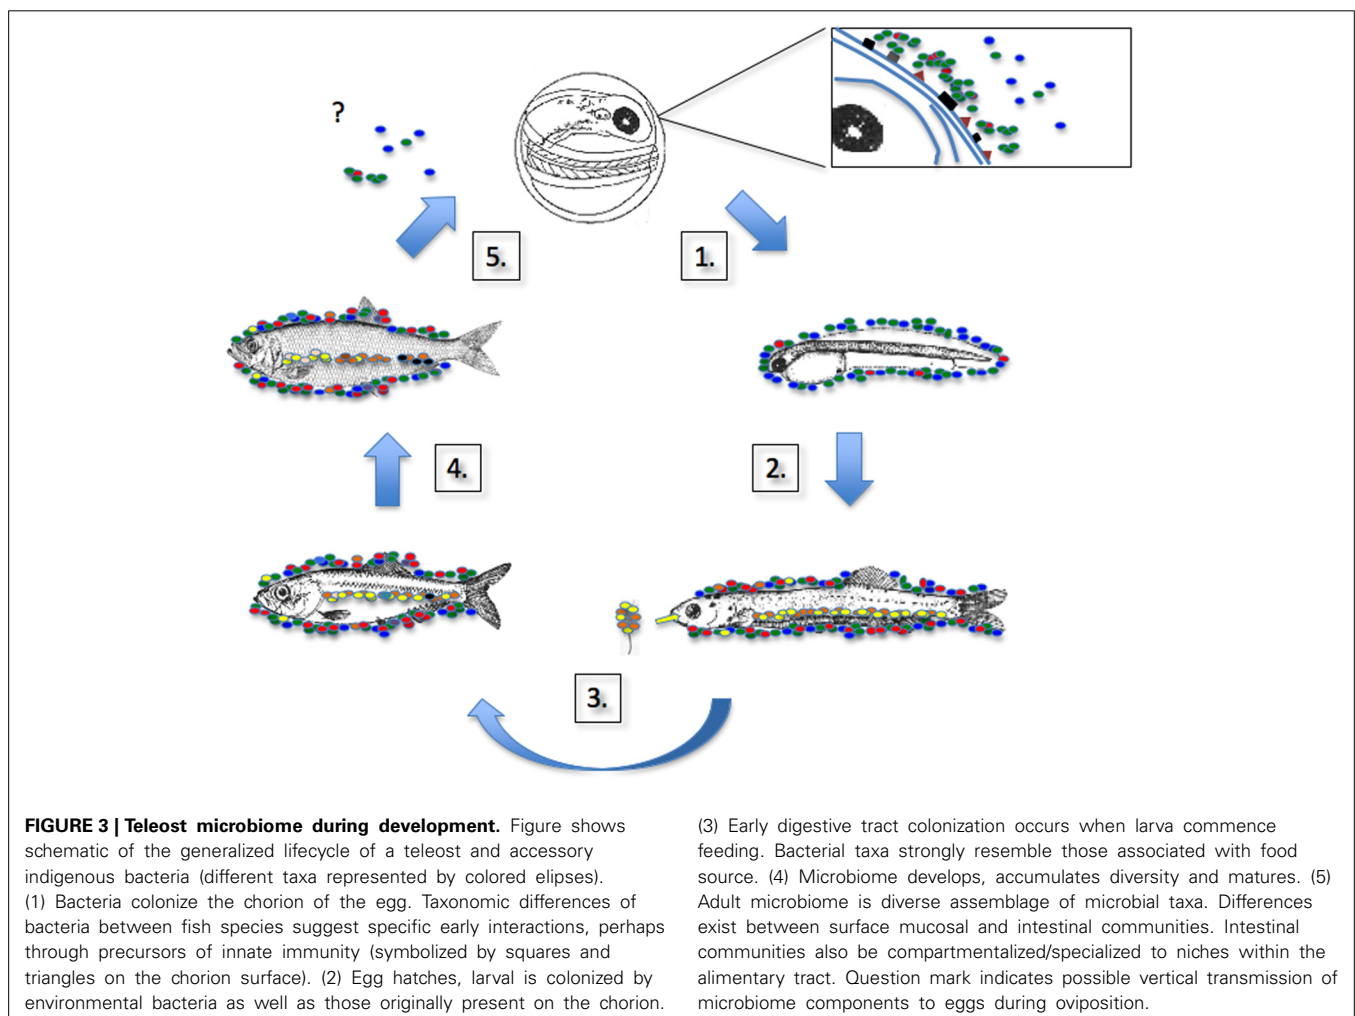 ?
5.
1.
4.
2.
3.
FIGURE 3 | Teleost microbiome during development. Figure shows
schematic of the generalized lifecycle of a teleost and accessory
indigenous bacteria (different taxa represented by colored elipses).
(1) Bacteria colonize the chorion of the egg. Taxonomic differences of
bacteria between fish species suggest specific early interactions, perhaps
through precursors of innate immunity (symbolized by squares and
triangles on the chorion surface). (2) Egg hatches, larval is colonized by
environmental bacteria as well as those originally present on the chorion.
(3) Early digestive tract colonization occurs when larva commence
feeding. Bacterial taxa strongly resemble those associated with food
source. (4) Microbiome develops, accumulates diversity and matures. (5)
Adult microbiome is diverse assemblage of microbial taxa. Differences
exist between surface mucosal and intestinal communities. Intestinal
communities also be compartmentalized/specialized to niches within the
alimentary tract. Question mark indicates possible vertical transmission of
microbiome components to eggs during oviposition.